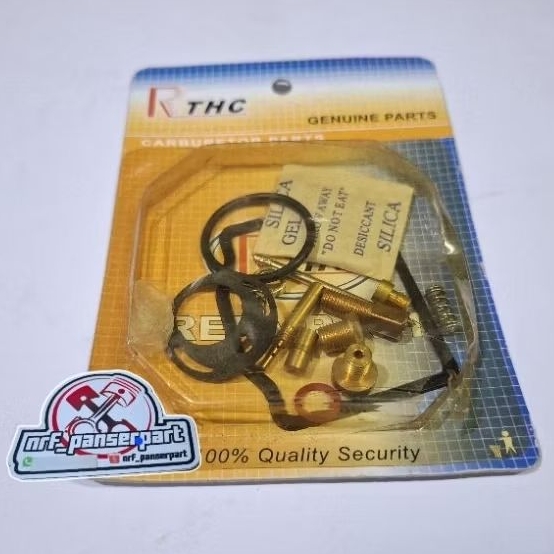 R THC
GENUINE PARTS
CARBURETOR PARTS
SILICA
GEL
THROW AWAY
"DO NOT EAT"
DESICCANT
SILICA
THC
nrf_panserpart
nrf_panserpart
100% Quality Security